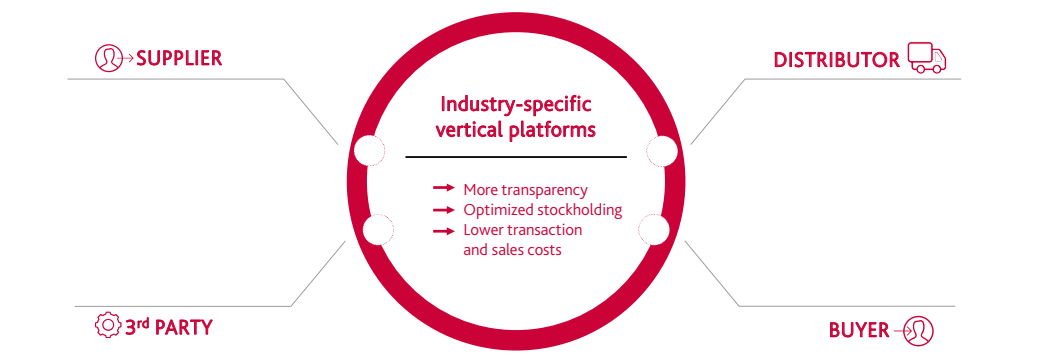 SUPPLIER
DISTRIBUTOR
Industry-specific
vertical platforms
More transparency
Optimized stockholding
Lower transaction
and sales costs
3rd PARTY
BUYER